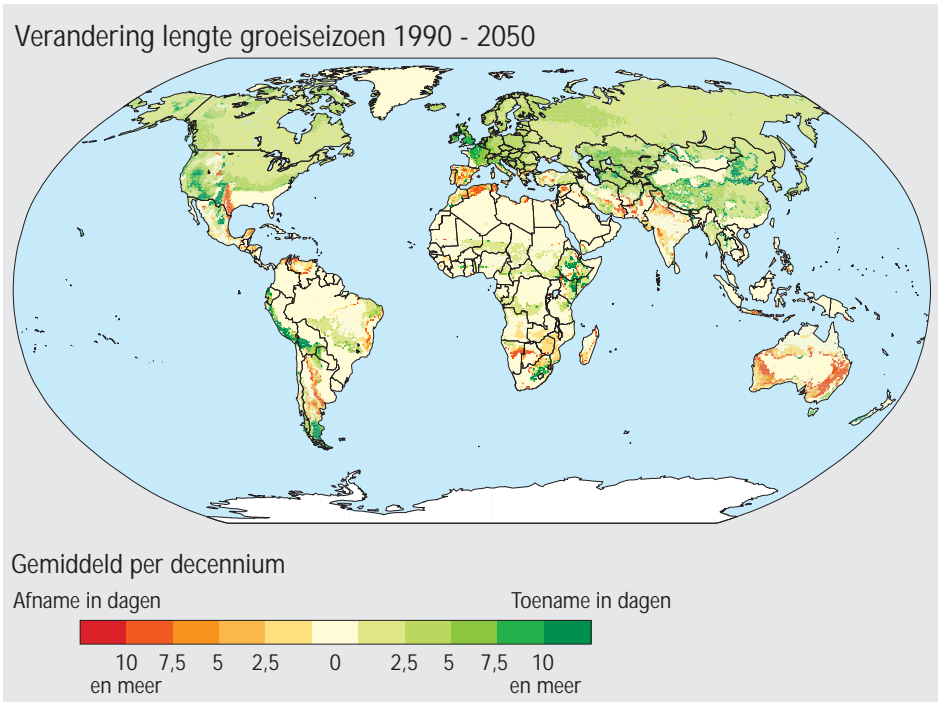 Verandering lengte groeiseizoen 1990 - 2050
Gemiddeld per decennium
Afname in dagen Toename in dagen
10 7,5 5 2,5 0 2,5 5 7,5 10
en meer en meer